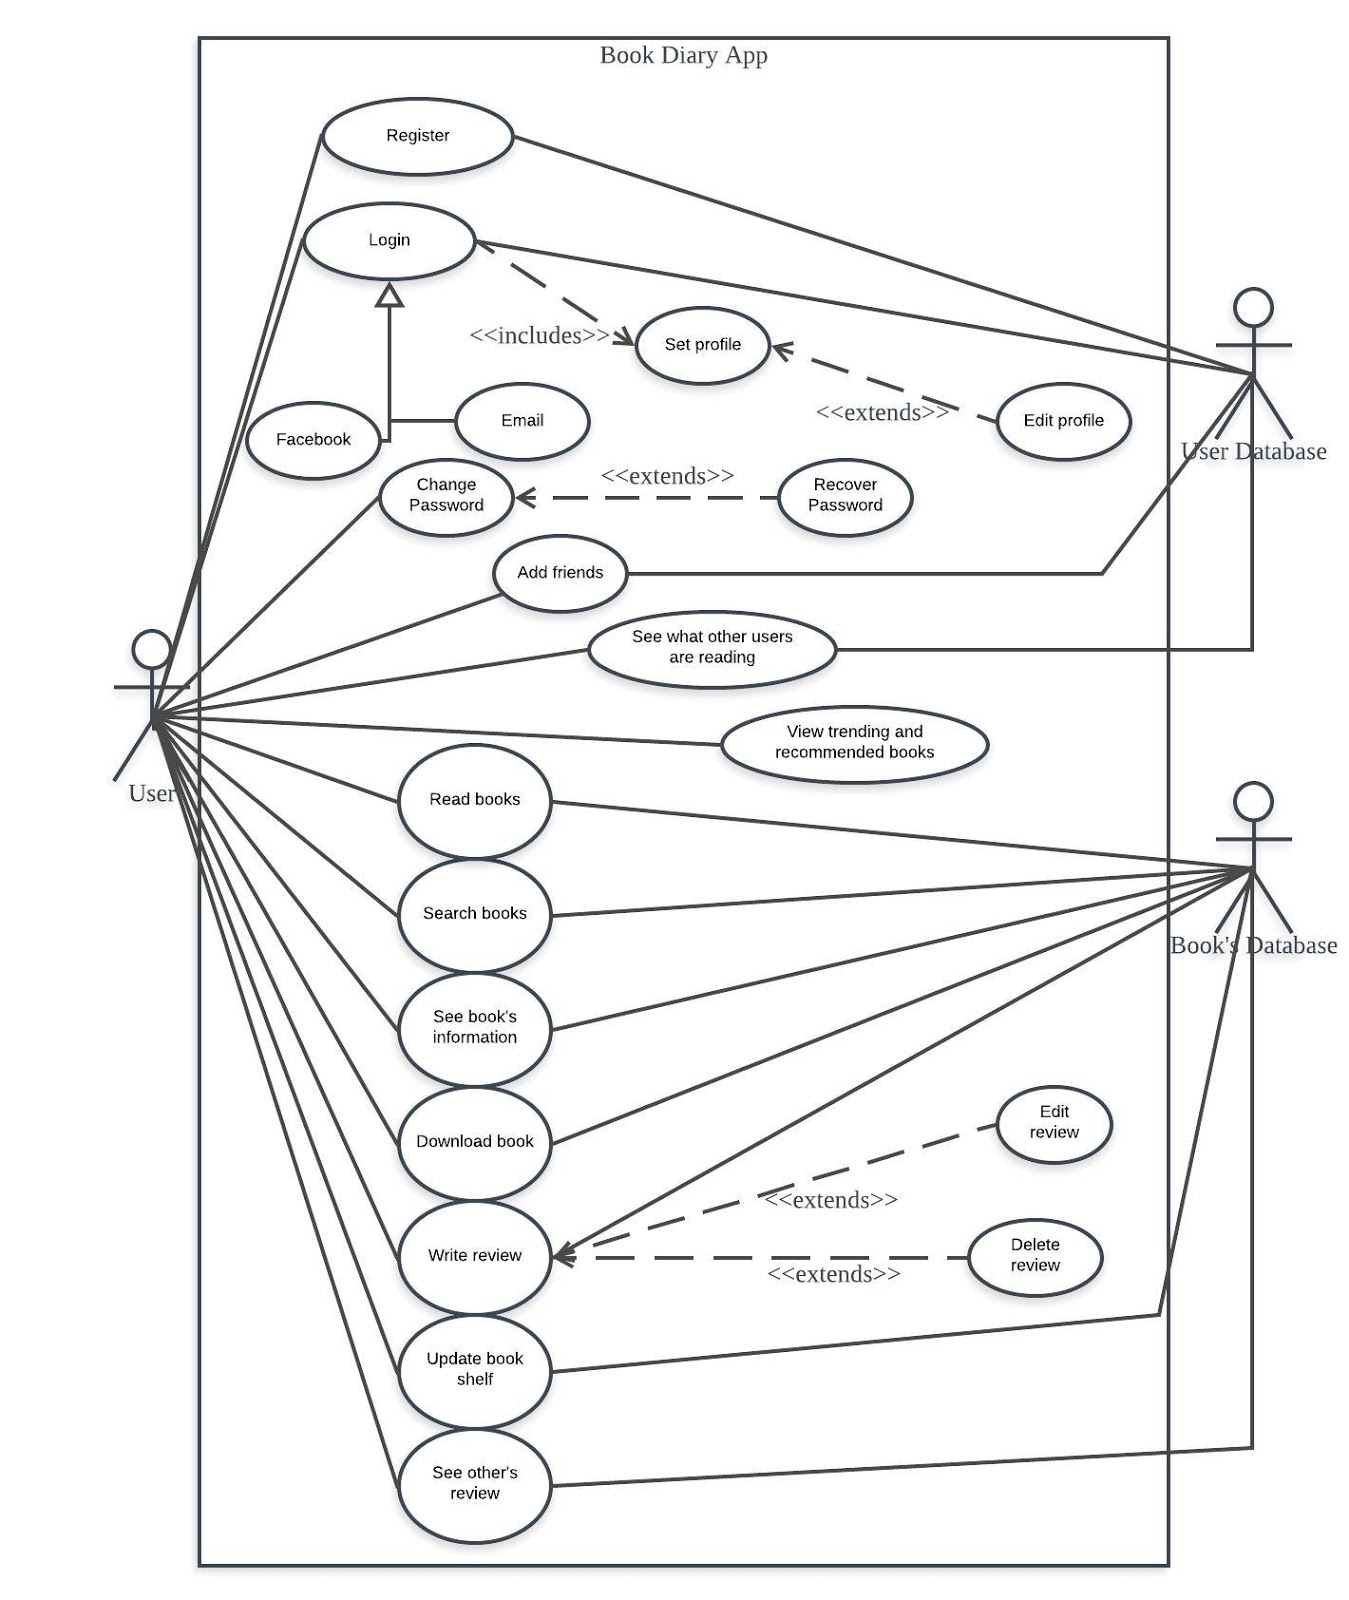 Book Diary App
Register
Login
<<includes>>
Set profile
<<extends>>
Edit profile
Facebook
Email
Change
Password
<<extends>>
Recover
Password
User Database
Add friends
See what other users
are reading
View trending and
recommended books
User
Read books
Search books
Book's Database
See book's
information
Download book
Edit
review
<<extends>>
Write review
Delete
review
<<extends>>
Update book
shelf
See other's
review